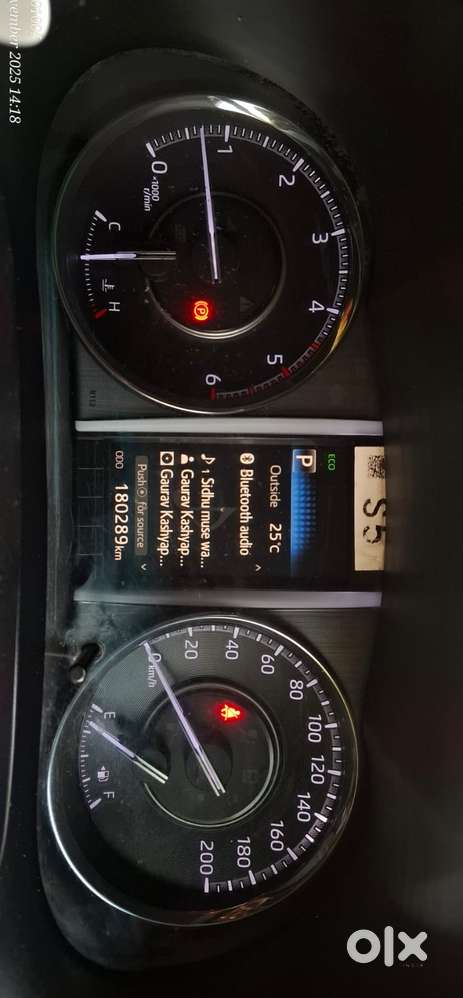 November 2025 14:18
0
1
2
3
4
5
6
×1000
r/min
C
H
P
ECO
P
S5
Outside 25°C
Bluetooth audio
1 Sidhu muse wa...
Gaurav Kashyap...
Gaurav Kashyap...
Push for source
ODO 180289km
0
20
40
60
80
100
120
140
160
180
200
km/h
E
F
olx